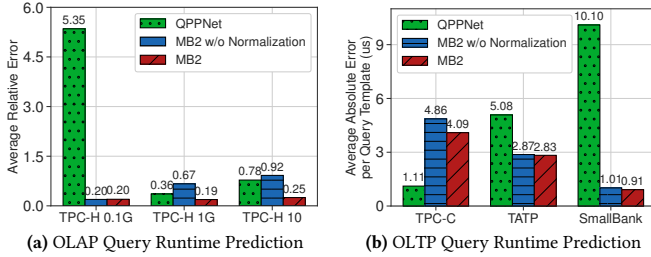 6.0
4.5
3.0
1.5
0.0
Average Relative Error
5.35
0.20
0.20
0.36
0.67
0.19
0.78
0.92
0.25
QPPNet
MB2 w/o Normalization
MB2
TPC-H 0.1G
TPC-H 1G
TPC-H 10
(a) OLAP Query Runtime Prediction
9
6
3
0
Average Absolute Error
per Query Template (us)
1.11
4.86
4.09
5.08
2.87
2.83
10.10
1.01
0.91
QPPNet
MB2 w/o Normalization
MB2
TPC-C
TATP
SmallBank
(b) OLTP Query Runtime Prediction